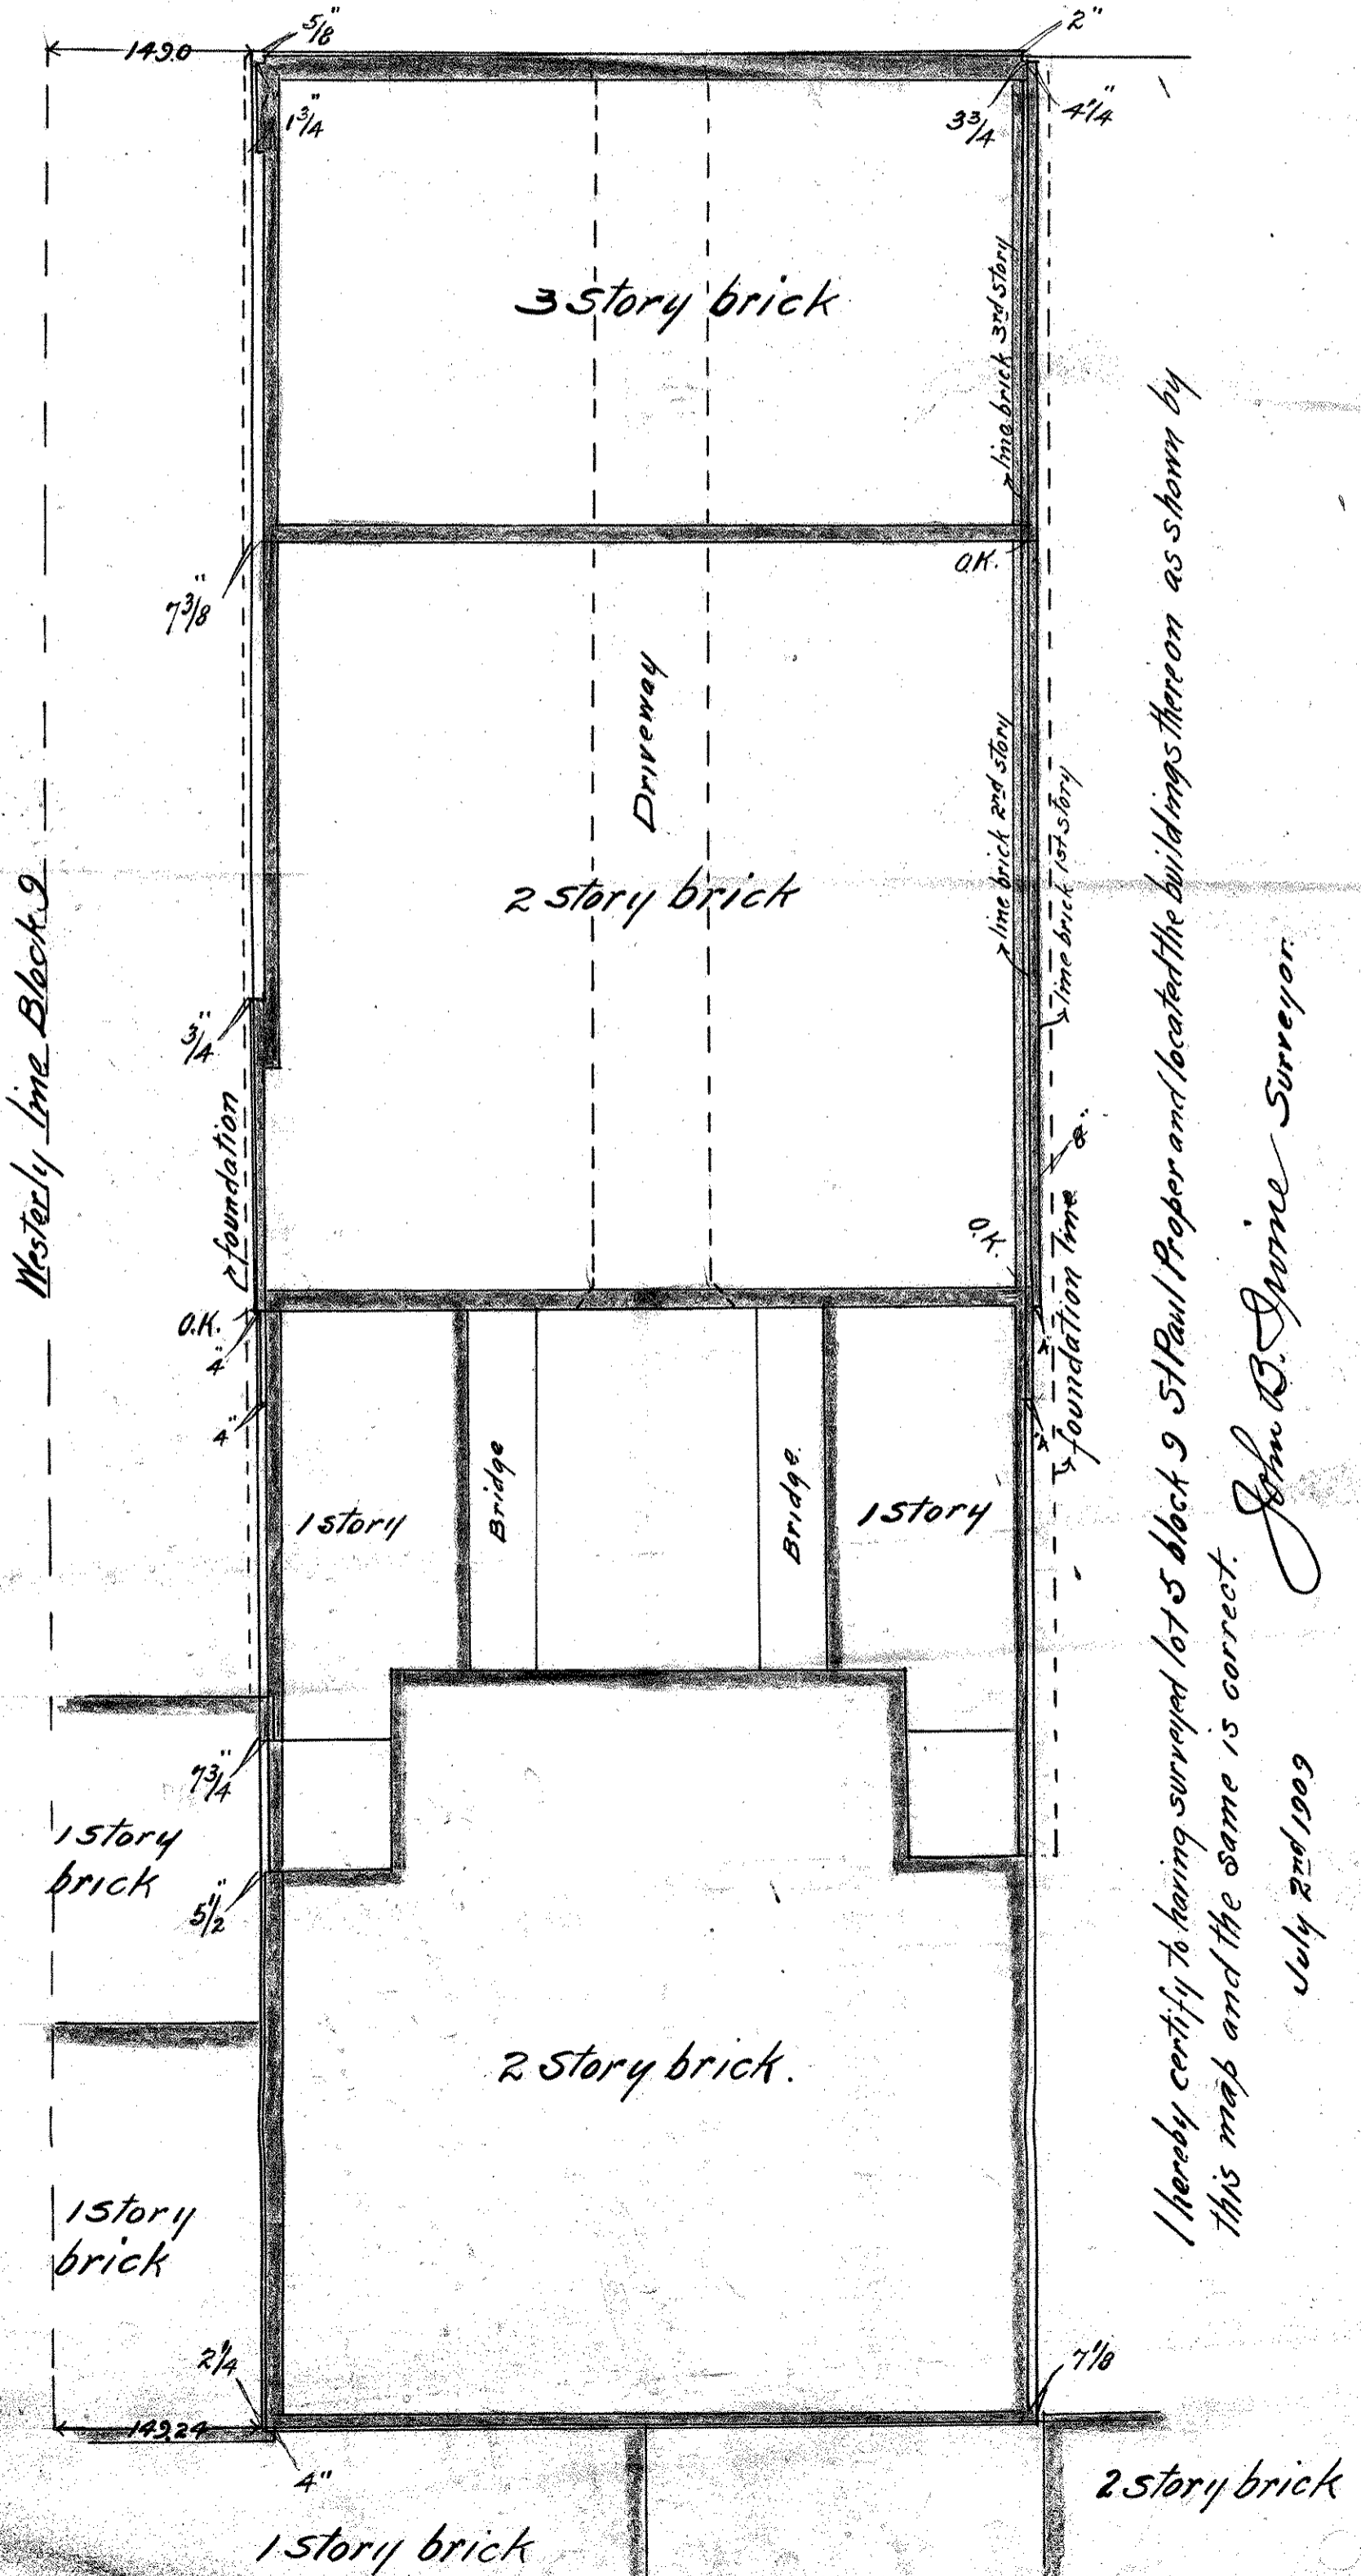 5/8"
2"
149.0
1 3/4"
3 3/4
4 1/4"
3 Story brick
line brick 3rd story
O.K.
7 3/8"
Driveway
line brick 2nd story
line brick 1st story
2 story brick
Westerly line Block 9
3/4"
foundation
O.K.
foundation line
O.K.
4"
4"
Bridge
Bridge.
1 story
1 story
7 3/4"
1 story
brick
5 1/2"
2 Story brick.
1 story
brick
2 1/4
7 1/8
149.24
4"
2 story brick
1 story brick
I hereby certify to having surveyed lot 5 block 9 St Paul Proper and located the buildings thereon as shown by
this map and the same is correct.
John B. Irvine Surveyor.
July 2nd 1909